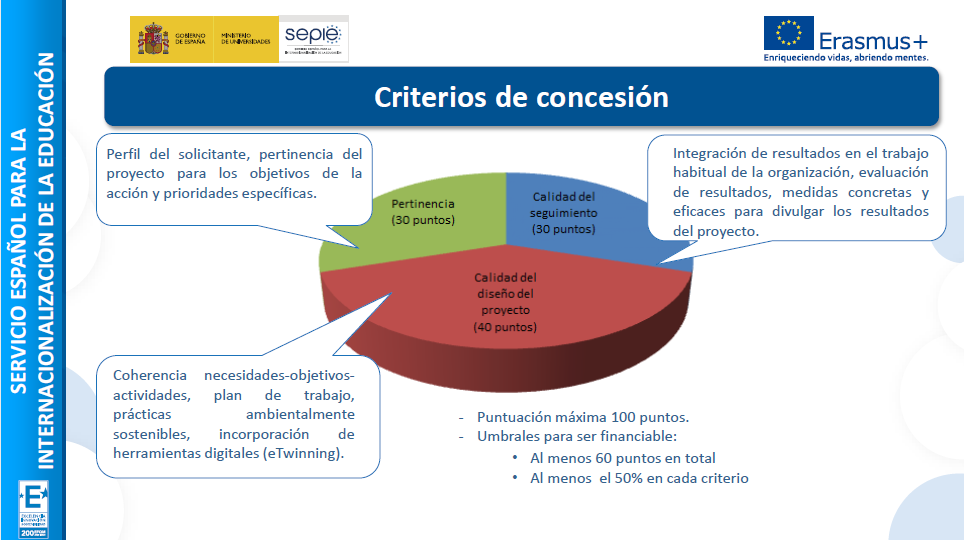 GOBIERNO
DE ESPAÑA
MINISTERIO
DE UNIVERSIDADES
sepie
Erasmus+
Enriqueciendo vidas, abriendo mentes.
SERVICIO ESPAÑOL PARA LA
INTERNACIONALIZACIÓN DE LA EDUCACIÓN
Criterios de concesión
Perfil del solicitante, pertinencia del
proyecto para los objetivos de la
acción y prioridades específicas.
Pertinencia
(30 puntos)
Calidad del
seguimiento
(30 puntos)
Integración de resultados en el trabajo
habitual de la organización, evaluación
de resultados, medidas concretas y
eficaces para divulgar los resultados
del proyecto.
Calidad del
diseño del
proyecto
(40 puntos)
Coherencia necesidades-objetivos-
actividades, plan de trabajo,
prácticas ambientalmente
sostenibles, incorporación de
herramientas digitales (eTwinning).
- Puntuación máxima 100 puntos.
- Umbrales para ser financiable:
• Al menos 60 puntos en total
• Al menos el 50% en cada criterio